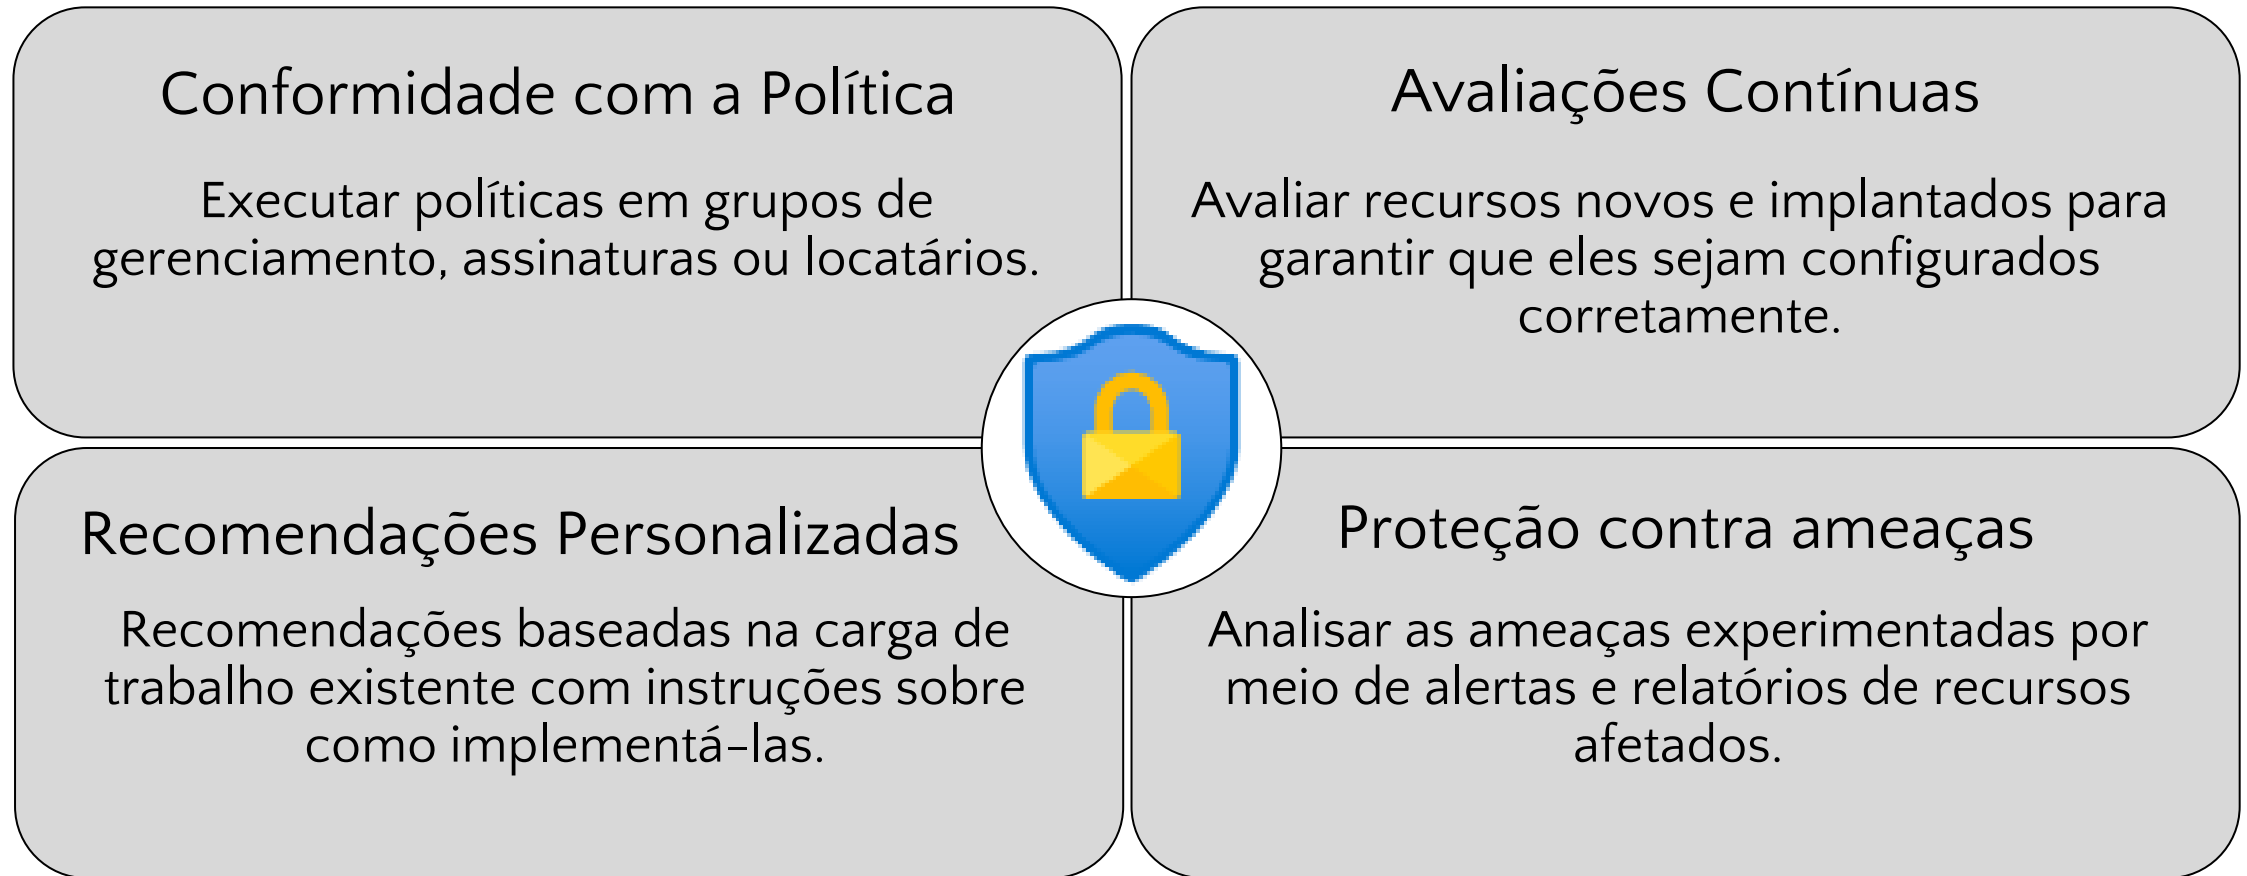 Conformidade com a Política
Executar políticas em grupos de
gerenciamento, assinaturas ou locatários.
Avaliações Contínuas
Avaliar recursos novos e implantados para
garantir que eles sejam configurados
corretamente.
Recomendações Personalizadas
Recomendações baseadas na carga de
trabalho existente com instruções sobre
como implementá-las.
Proteção contra ameaças
Analisar as ameaças experimentadas por
meio de alertas e relatórios de recursos
afetados.